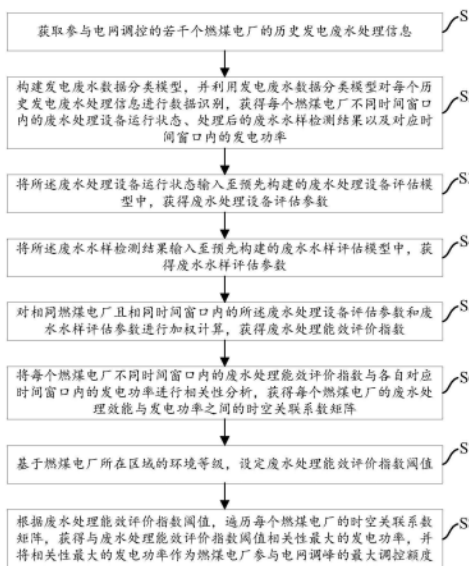 获取参与电网调控的若干个燃煤电厂的历史发电废水处理信息
S
构建发电废水数据分类模型，并利用发电废水数据分类模型对每个历
史发电废水处理信息进行数据识别，获得每个燃煤电厂不同时间窗口
内的废水处理设备运行状态、处理后的废水水样检测结果以及对应时
间窗口内的发电功率
S
将所述废水处理设备运行状态输入至预先构建的废水处理设备评估模
型中，获得废水处理设备评估参数
S
将所述废水水样检测结果输入至预先构建的废水水样评估模型中，获
得废水水样评估参数
S
对相同燃煤电厂且相同时间窗口内的所述废水处理设备评估参数和废
水水样评估参数进行加权计算，获得废水处理能效评价指数
S
将每个燃煤电厂不同时间窗口内的废水处理能效评价指数与各自对应
时间窗口内的发电功率进行相关性分析，获得每个燃煤电厂的废水处
理效能与发电功率之间的时空关联系数矩阵
S
基于燃煤电厂所在区域的环境等级，设定废水处理能效评价指数阈值
S
根据废水处理能效评价指数阈值，遍历每个燃煤电厂的时空关联系数
矩阵，获得与废水处理能效评价指数阈值相关性最大的发电功率，并
将相关性最大的发电功率作为燃煤电厂参与电网调峰的最大调控额度
S